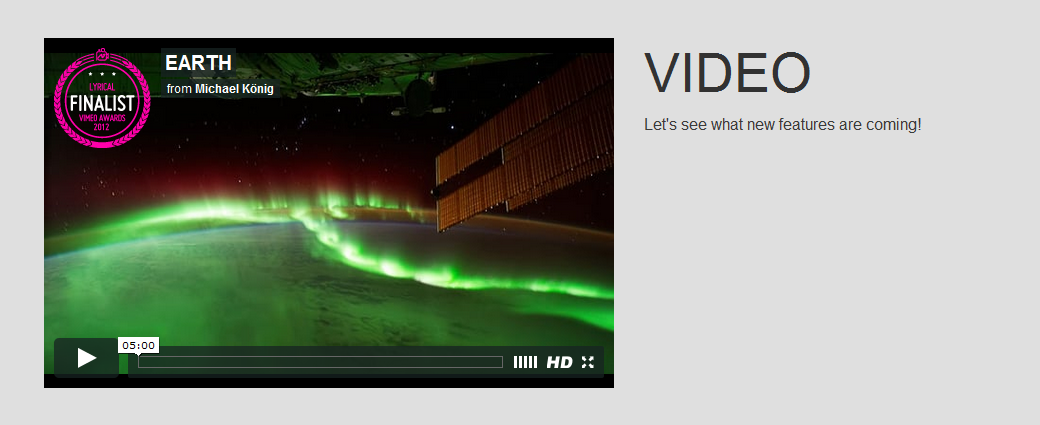 EARTH
from Michael König
LYRICAL
FINALIST
VIMEO AWARDS
2012
05:00
HD
VIDEO
Let's see what new features are coming!